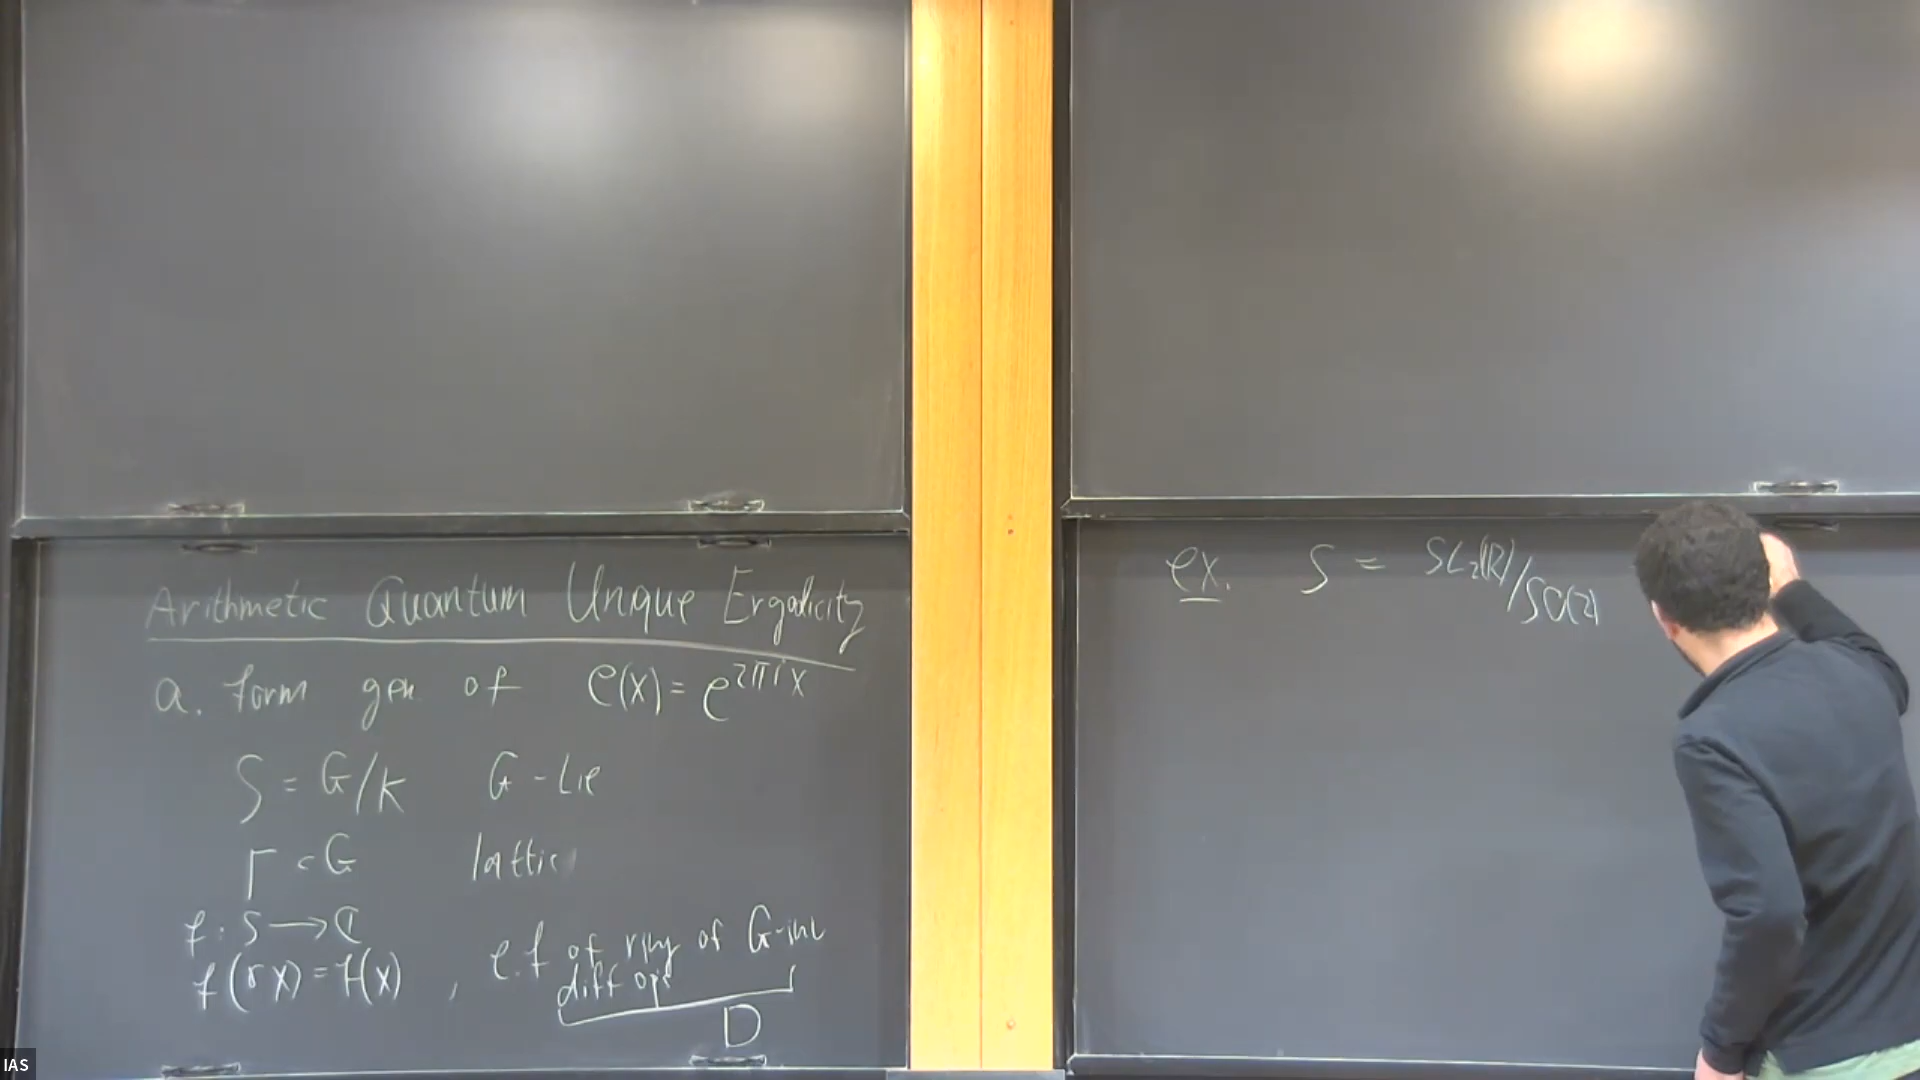 Arithmetic Quantum Unique Ergodicity
a. form gen of e(x) = e^{2πix}
S = G/K G - Lie
Γ < G lattic
f : S → ℂ
f(γx) = f(x) , e.f of ring of G-inv
diff ops
D
ex. S = SL₂(ℝ)/SO(2)
IAS